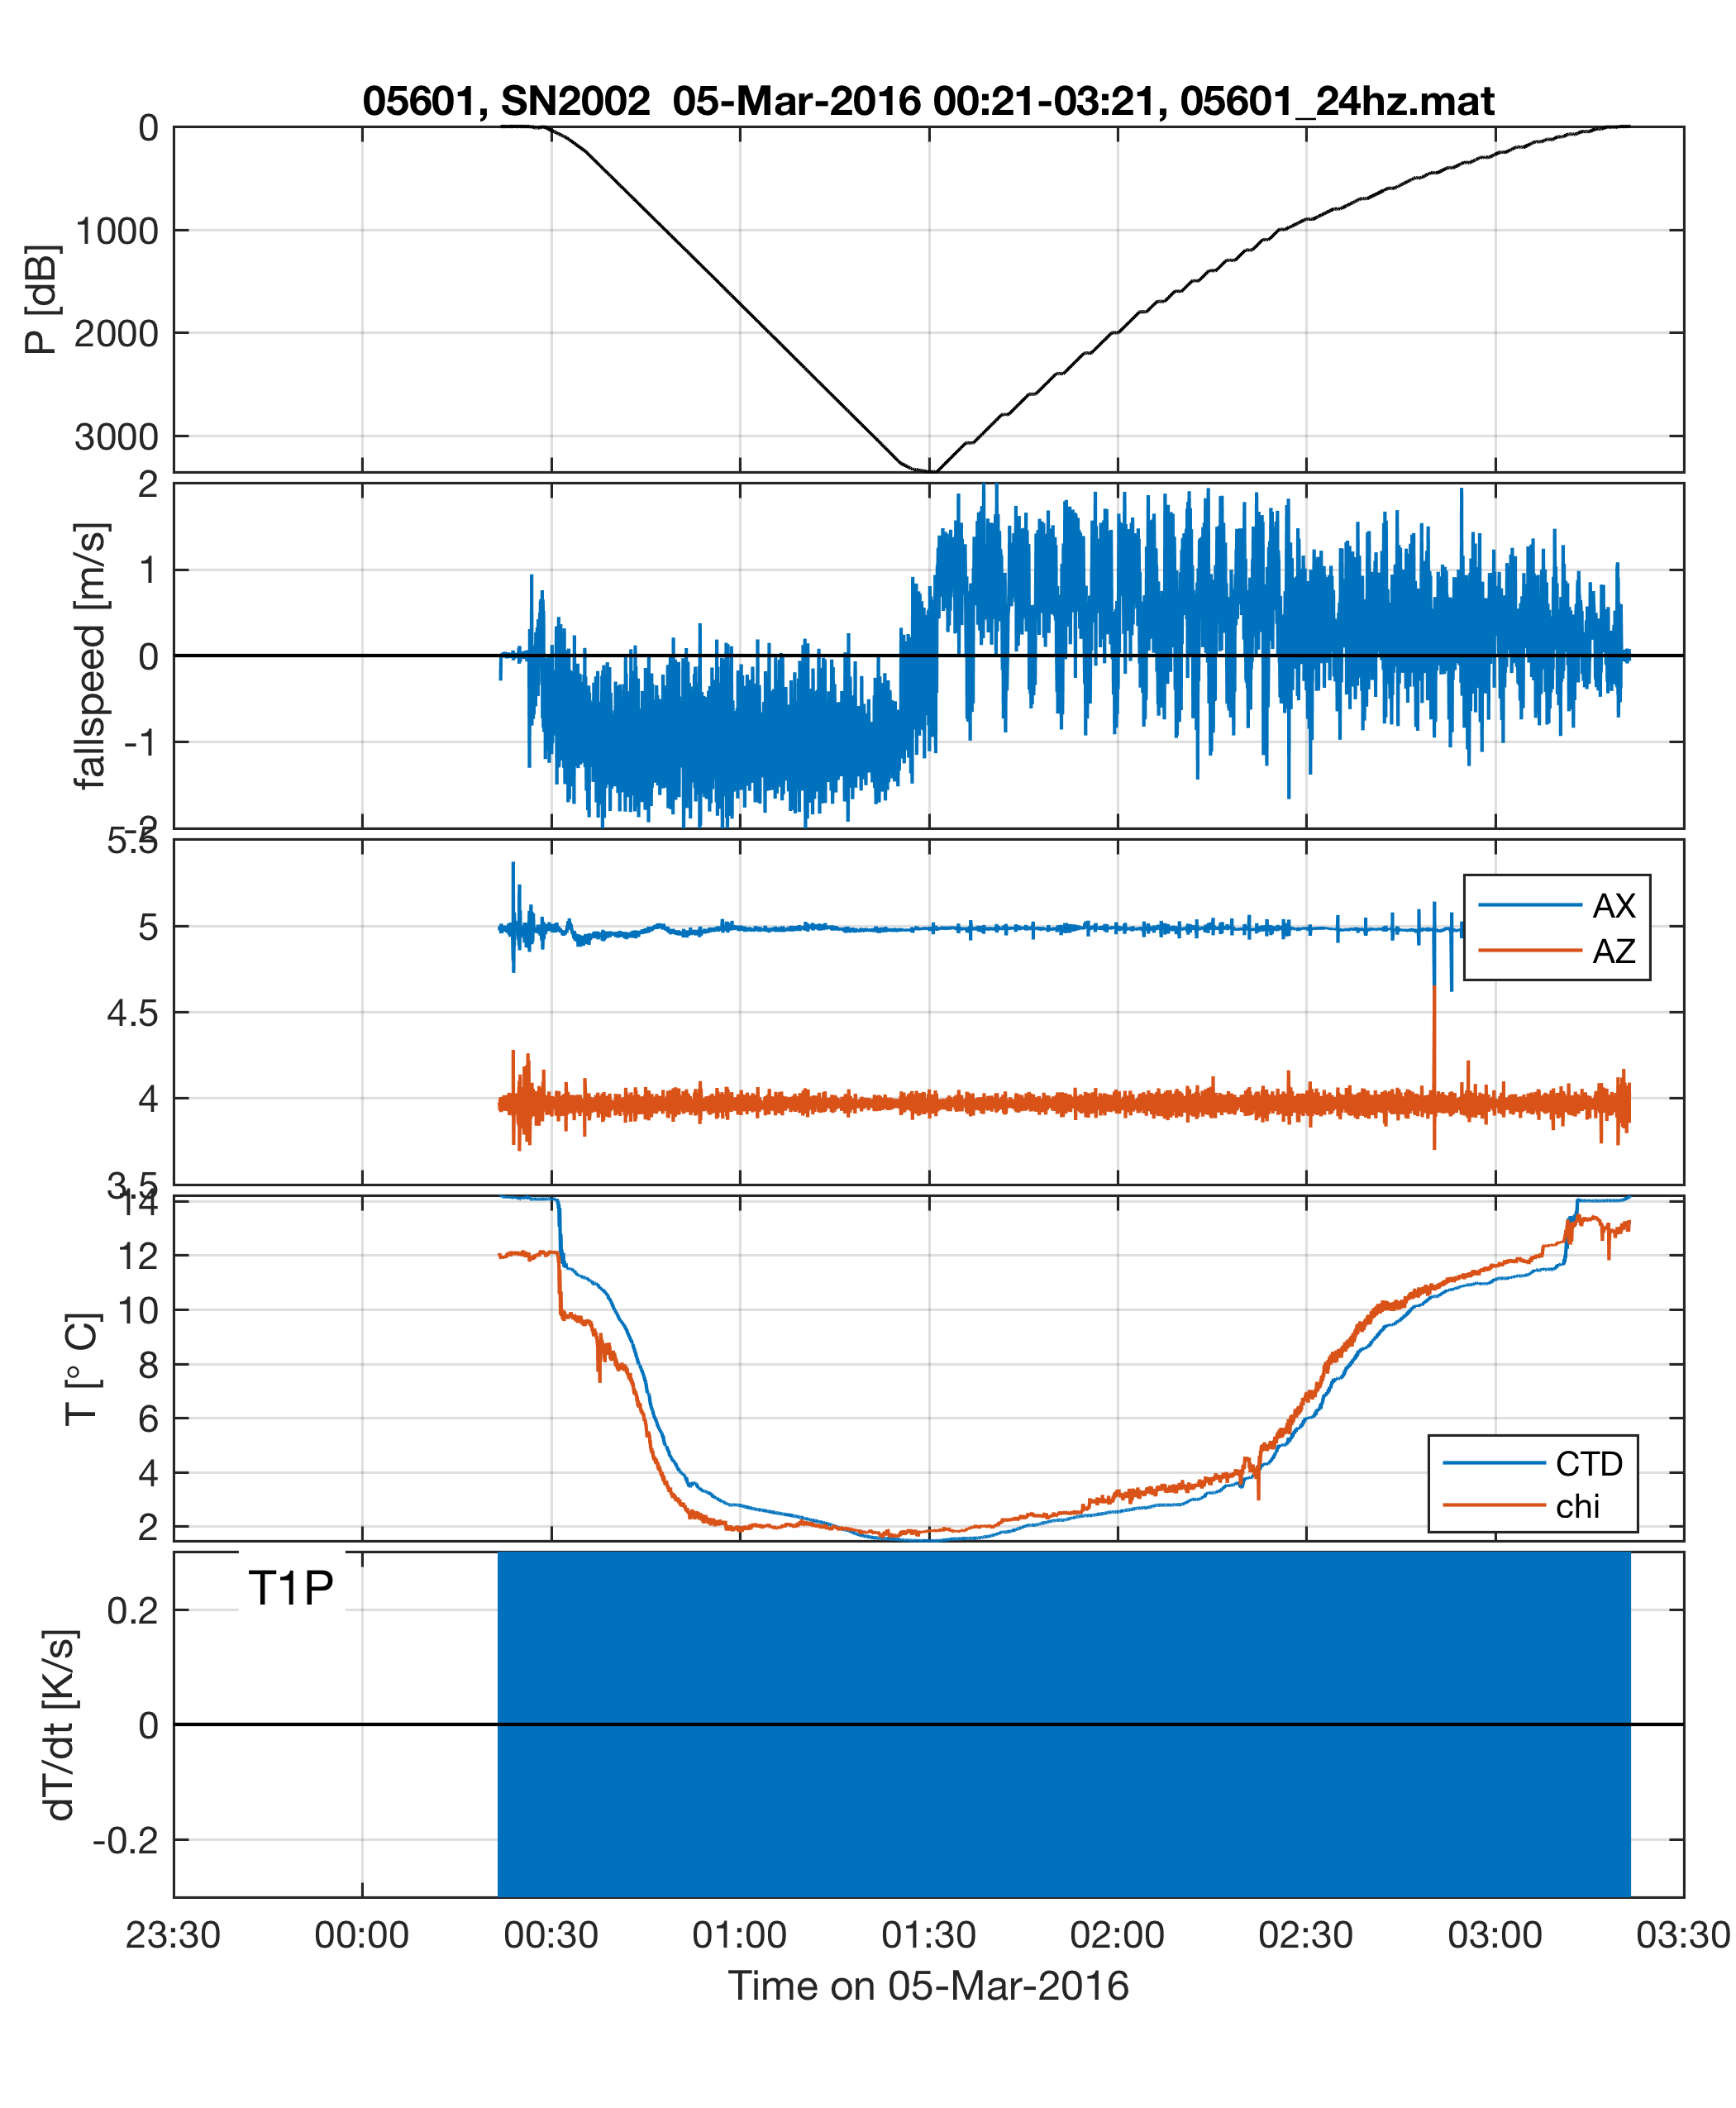 05601, SN2002  05-Mar-2016 00:21-03:21, 05601_24hz.mat
0
1000
2000
3000
P [dB]
2
1
0
-1
-2
fallspeed [m/s]
5.5
5
4.5
4
3.5
AX
AZ
14
12
10
8
6
4
2
T [° C]
CTD
chi
T1P
0.2
0
-0.2
dT/dt [K/s]
23:30 00:00 00:30 01:00 01:30 02:00 02:30 03:00 03:30
Time on 05-Mar-2016